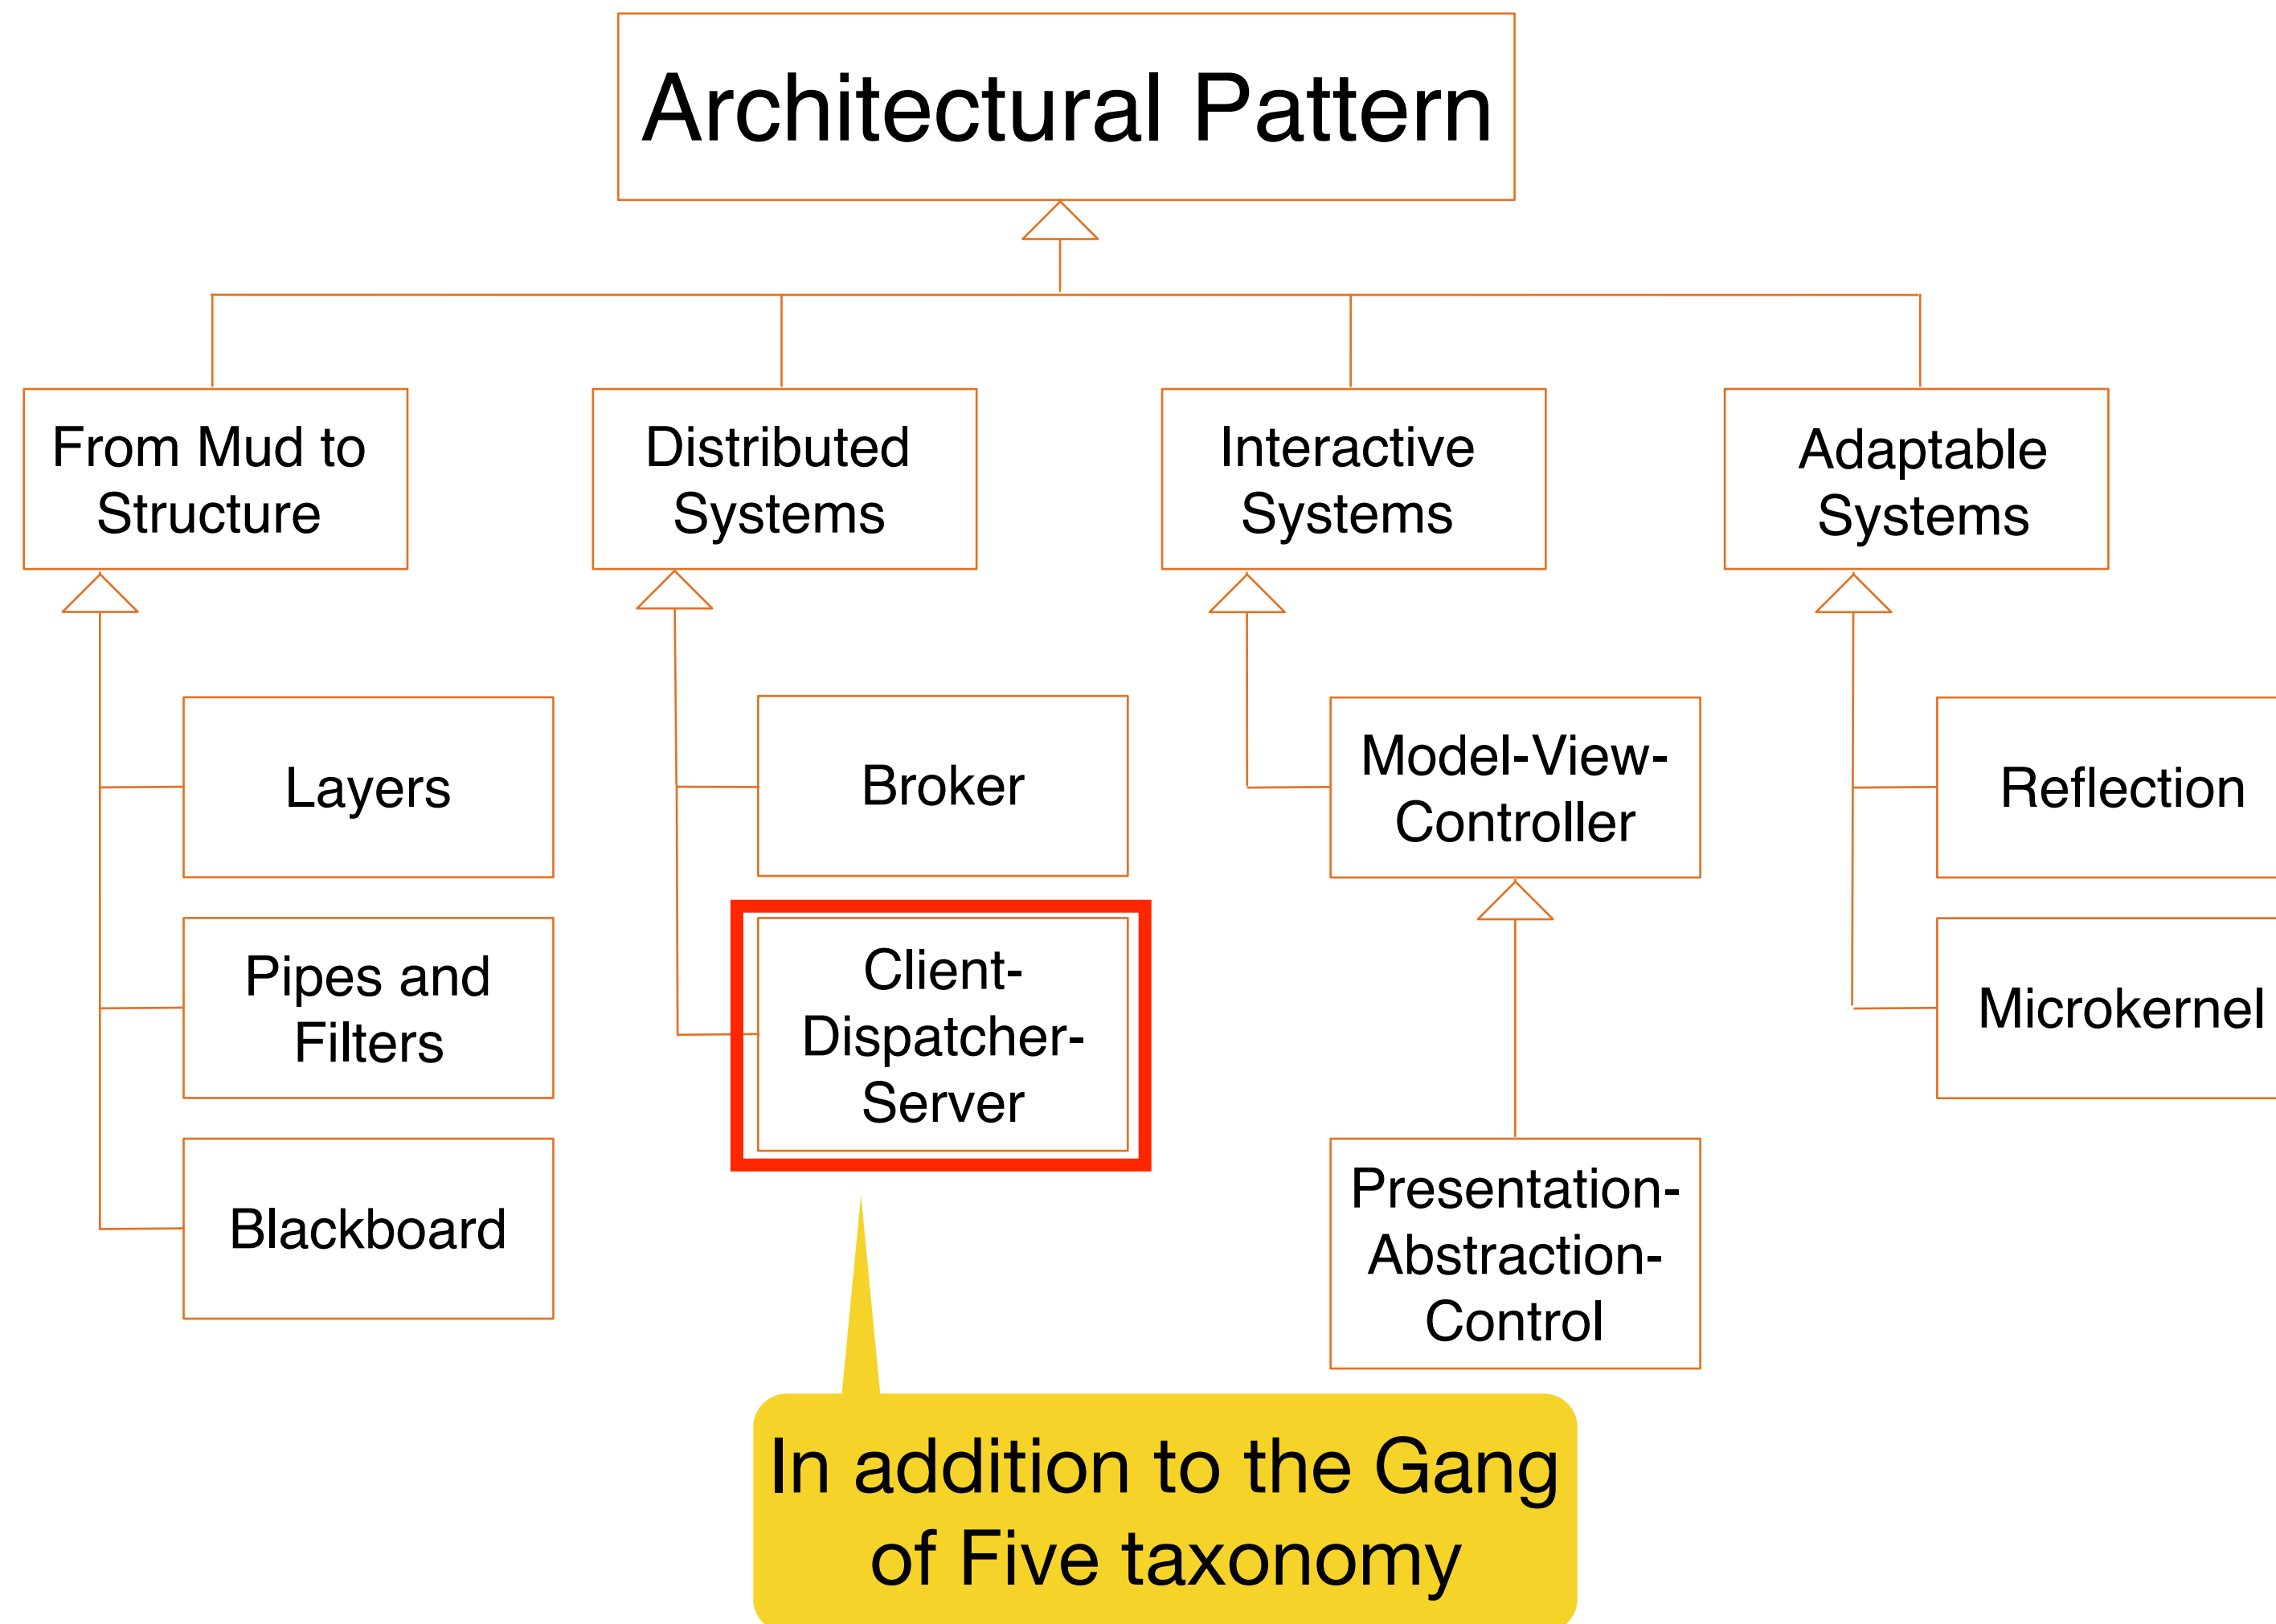 Architectural Pattern
From Mud to
Structure
Distributed
Systems
Interactive
Systems
Adaptable
Systems
Layers
Broker
Model-View-
Controller
Reflection
Pipes and
Filters
Client-
Dispatcher-
Server
Microkernel
Blackboard
Presentation-
Abstraction-
Control
In addition to the Gang
of Five taxonomy